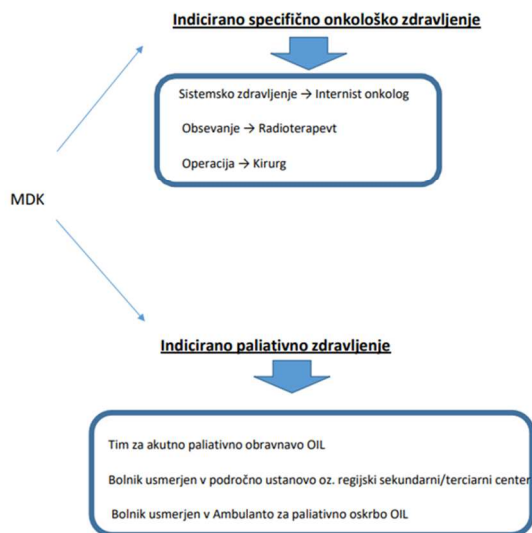 Indicirano specifično onkološko zdravljenje
Sistemsko zdravljenje → Internist onkolog
Obsevanje → Radioterapevt
Operacija → Kirurg
MDK
Indicirano paliativno zdravljenje
Tim za akutno paliativno obravnavo OIL
Bolnik usmerjen v področno ustanovo oz. regijski sekundarni/terciarni center
Bolnik usmerjen v Ambulanto za paliativno oskrbo OIL